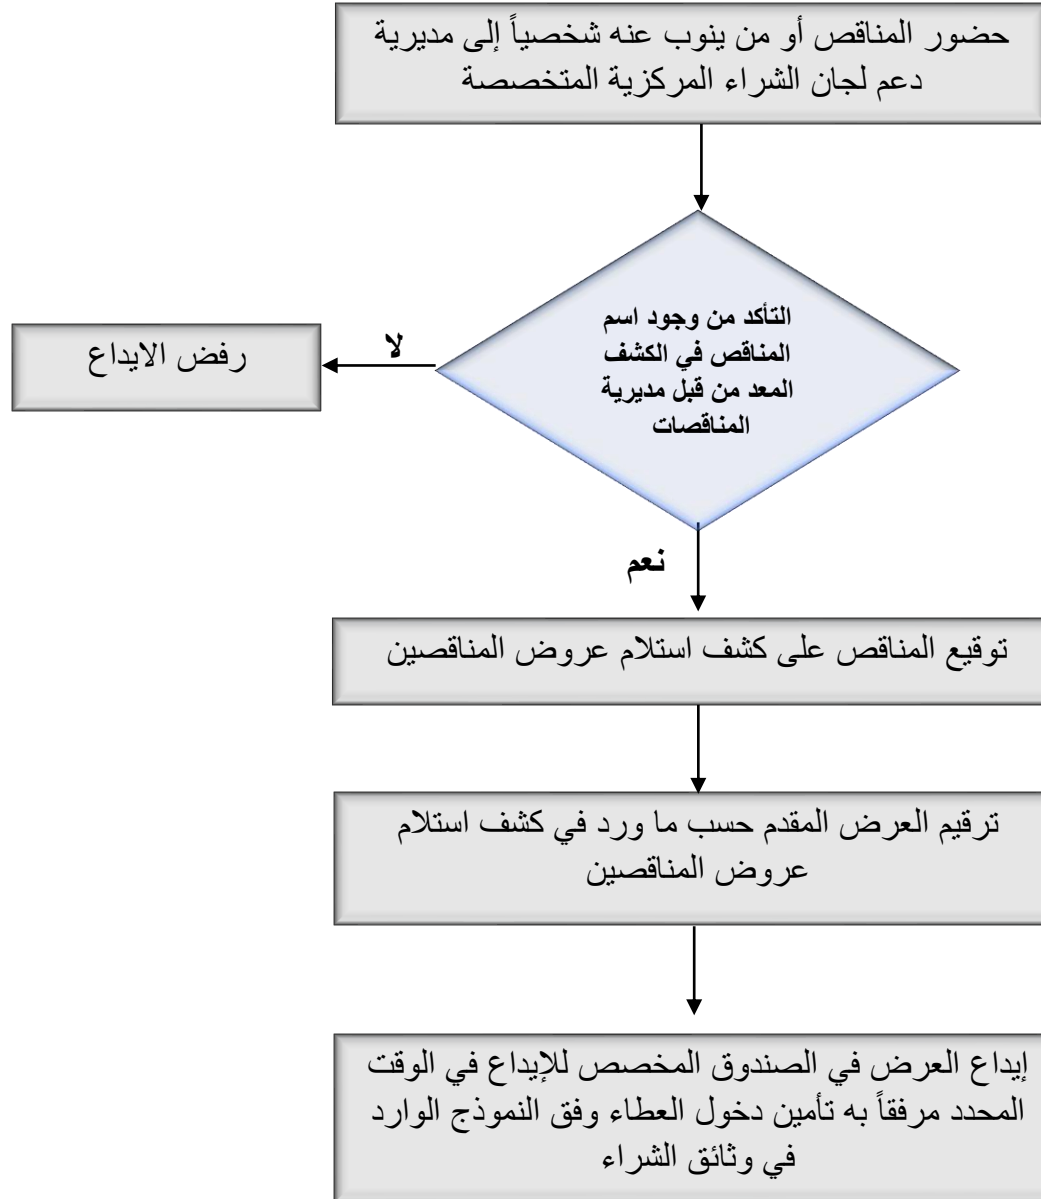 حضور المناقص أو من ينوب عنه شخصياً إلى مديرية
دعم لجان الشراء المركزية المتخصصة
التأكد من وجود اسم
المناقص في الكشف
المعد من قبل مديرية
المناقصات
لا
رفض الايداع
نعم
توقيع المناقص على كشف استلام عروض المناقصين
ترقيم العرض المقدم حسب ما ورد في كشف استلام
عروض المناقصين
إيداع العرض في الصندوق المخصص للإيداع في الوقت
المحدد مرفقاً به تأمين دخول العطاء وفق النموذج الوارد
في وثائق الشراء